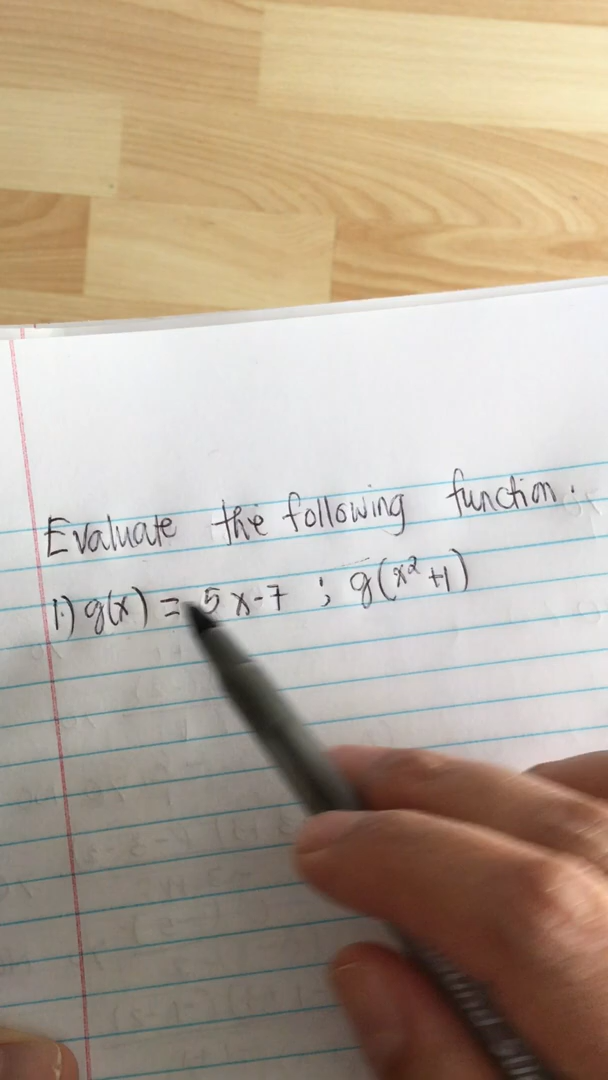 Evaluate the following function.
1.) g(x) = 5x-7 ; g(x²+1)